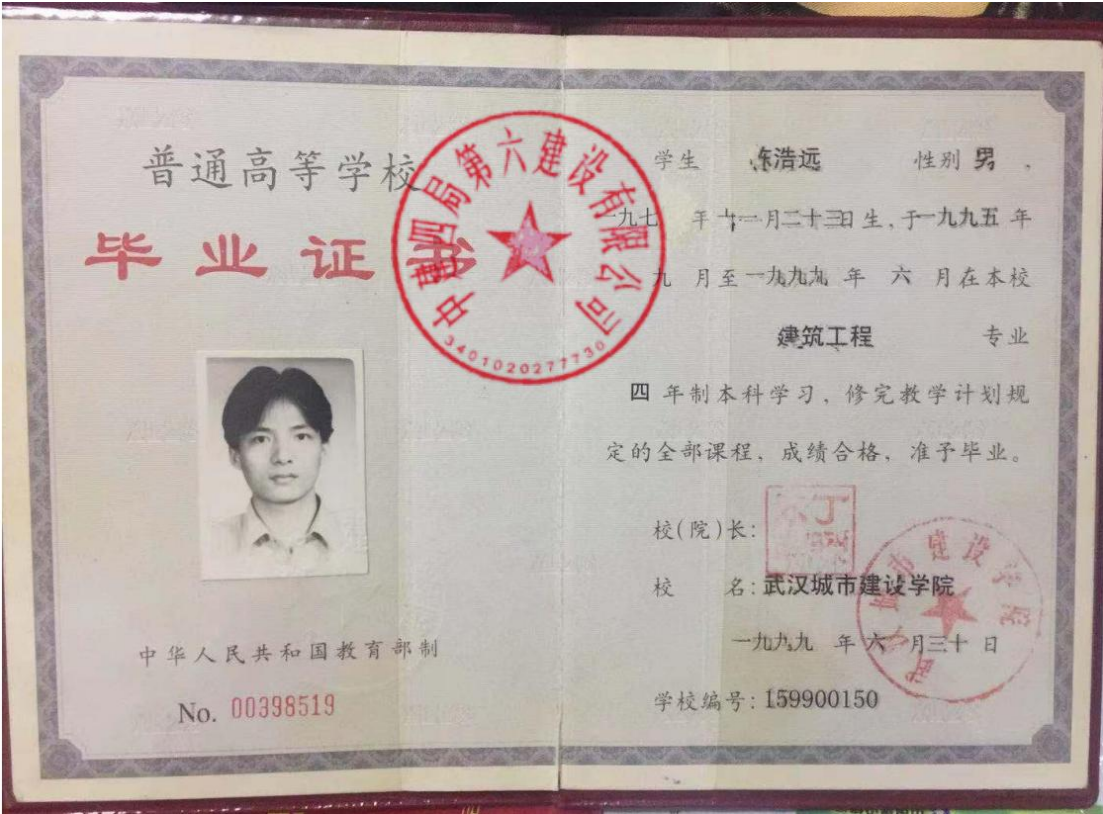 普通高等学校
毕业证书
中华人民共和国教育部制
No. 00398519
中建四局第六建设有限公司
3401020277730
学生 浩远 性别 男,
一九七 年 一月二十三日生,于一九九五年
九 月至一九九九年 六 月在本校
建筑工程 专业
四 年制本科学习,修完教学计划规
定的全部课程,成绩合格,准予毕业。
校(院)长:
校 名:武汉城市建设学院
建设学院
一九九九 年 六 月三十日
学校编号:159900150